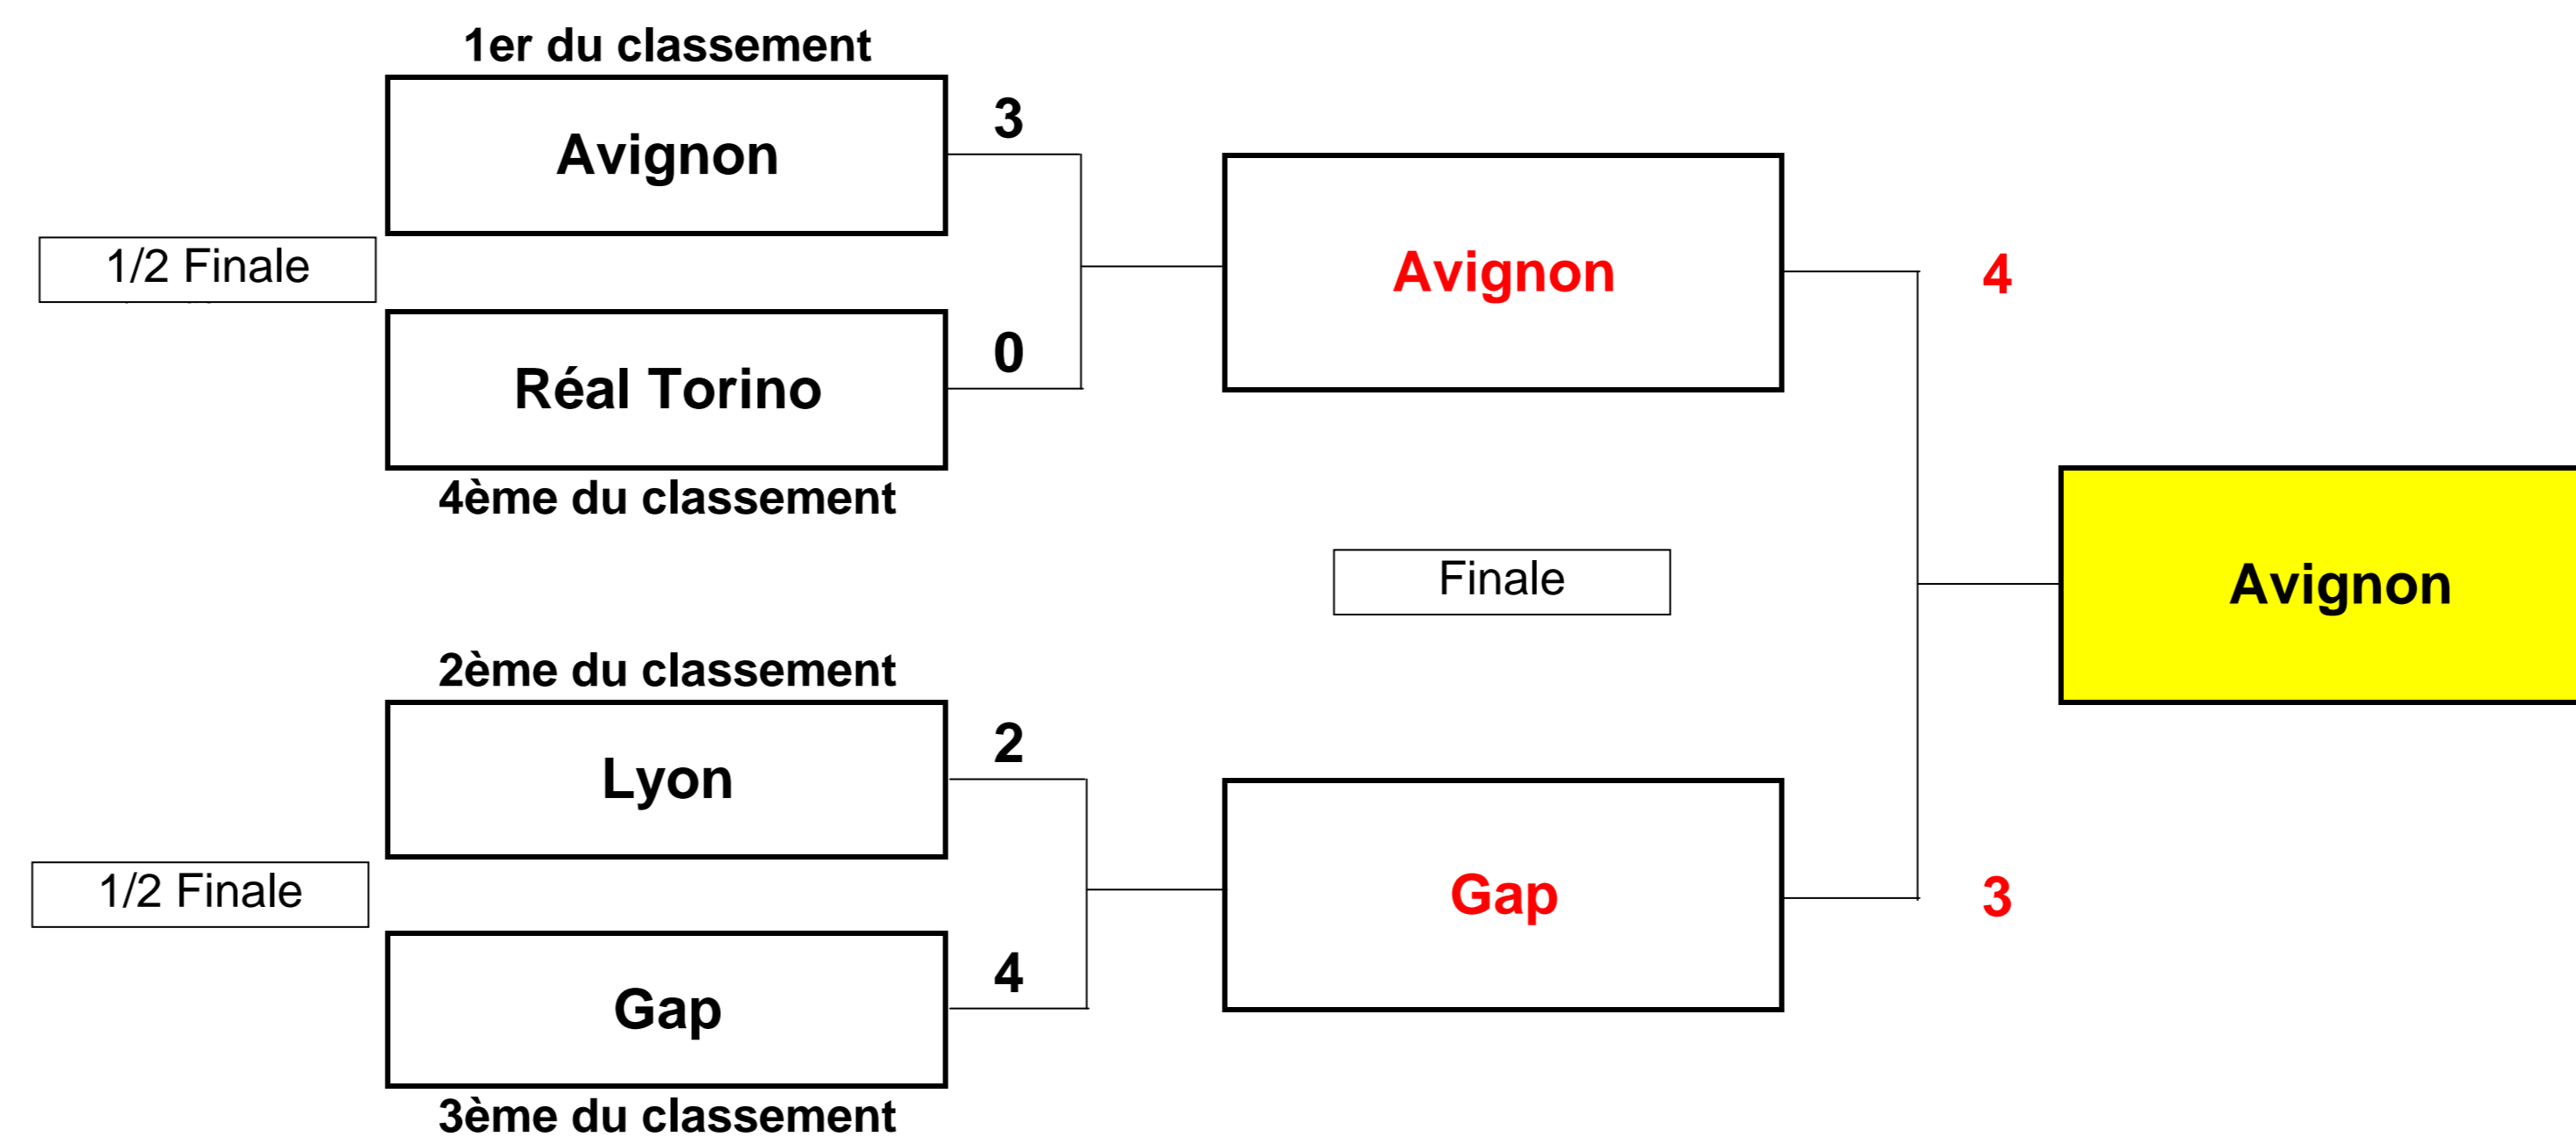 1er du classement
Avignon
3
1/2 Finale
Réal Torino
0
4ème du classement
Avignon
4
Finale
Avignon
2ème du classement
Lyon
2
1/2 Finale
Gap
4
3ème du classement
Gap
3